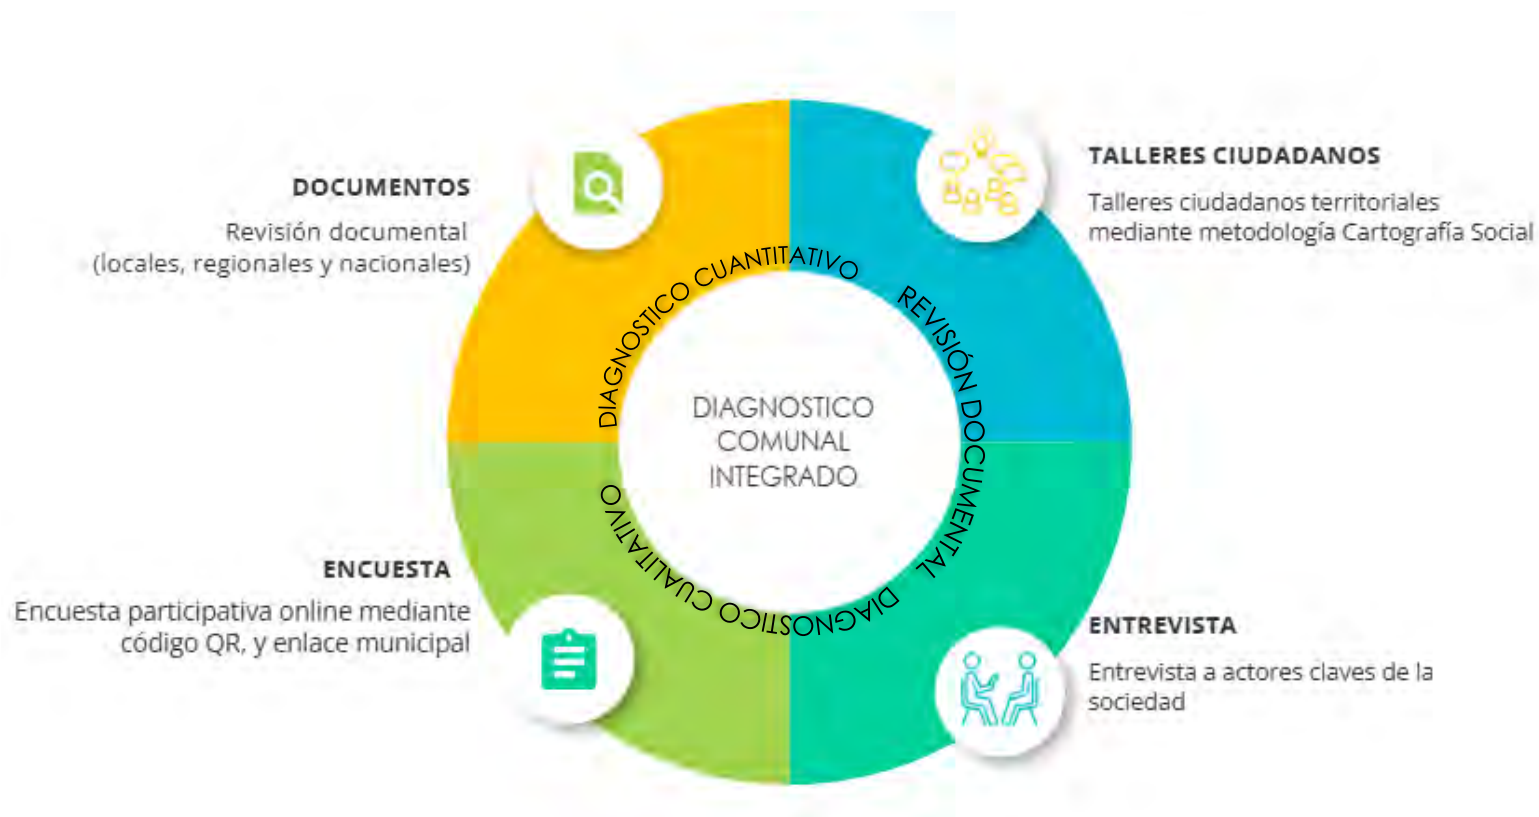 DOCUMENTOS
Revisión documental
(locales, regionales y nacionales)
TALLERES CIUDADANOS
Talleres ciudadanos territoriales
mediante metodología Cartografía Social
DIAGNOSTICO CUANTITATIVO
REVISIÓN DOCUMENTAL
DIAGNOSTICO CUALITATIVO
DIAGNOSTICO
COMUNAL
INTEGRADO
ENCUESTA
Encuesta participativa online mediante
código QR, y enlace municipal
ENTREVISTA
Entrevista a actores claves de la
sociedad